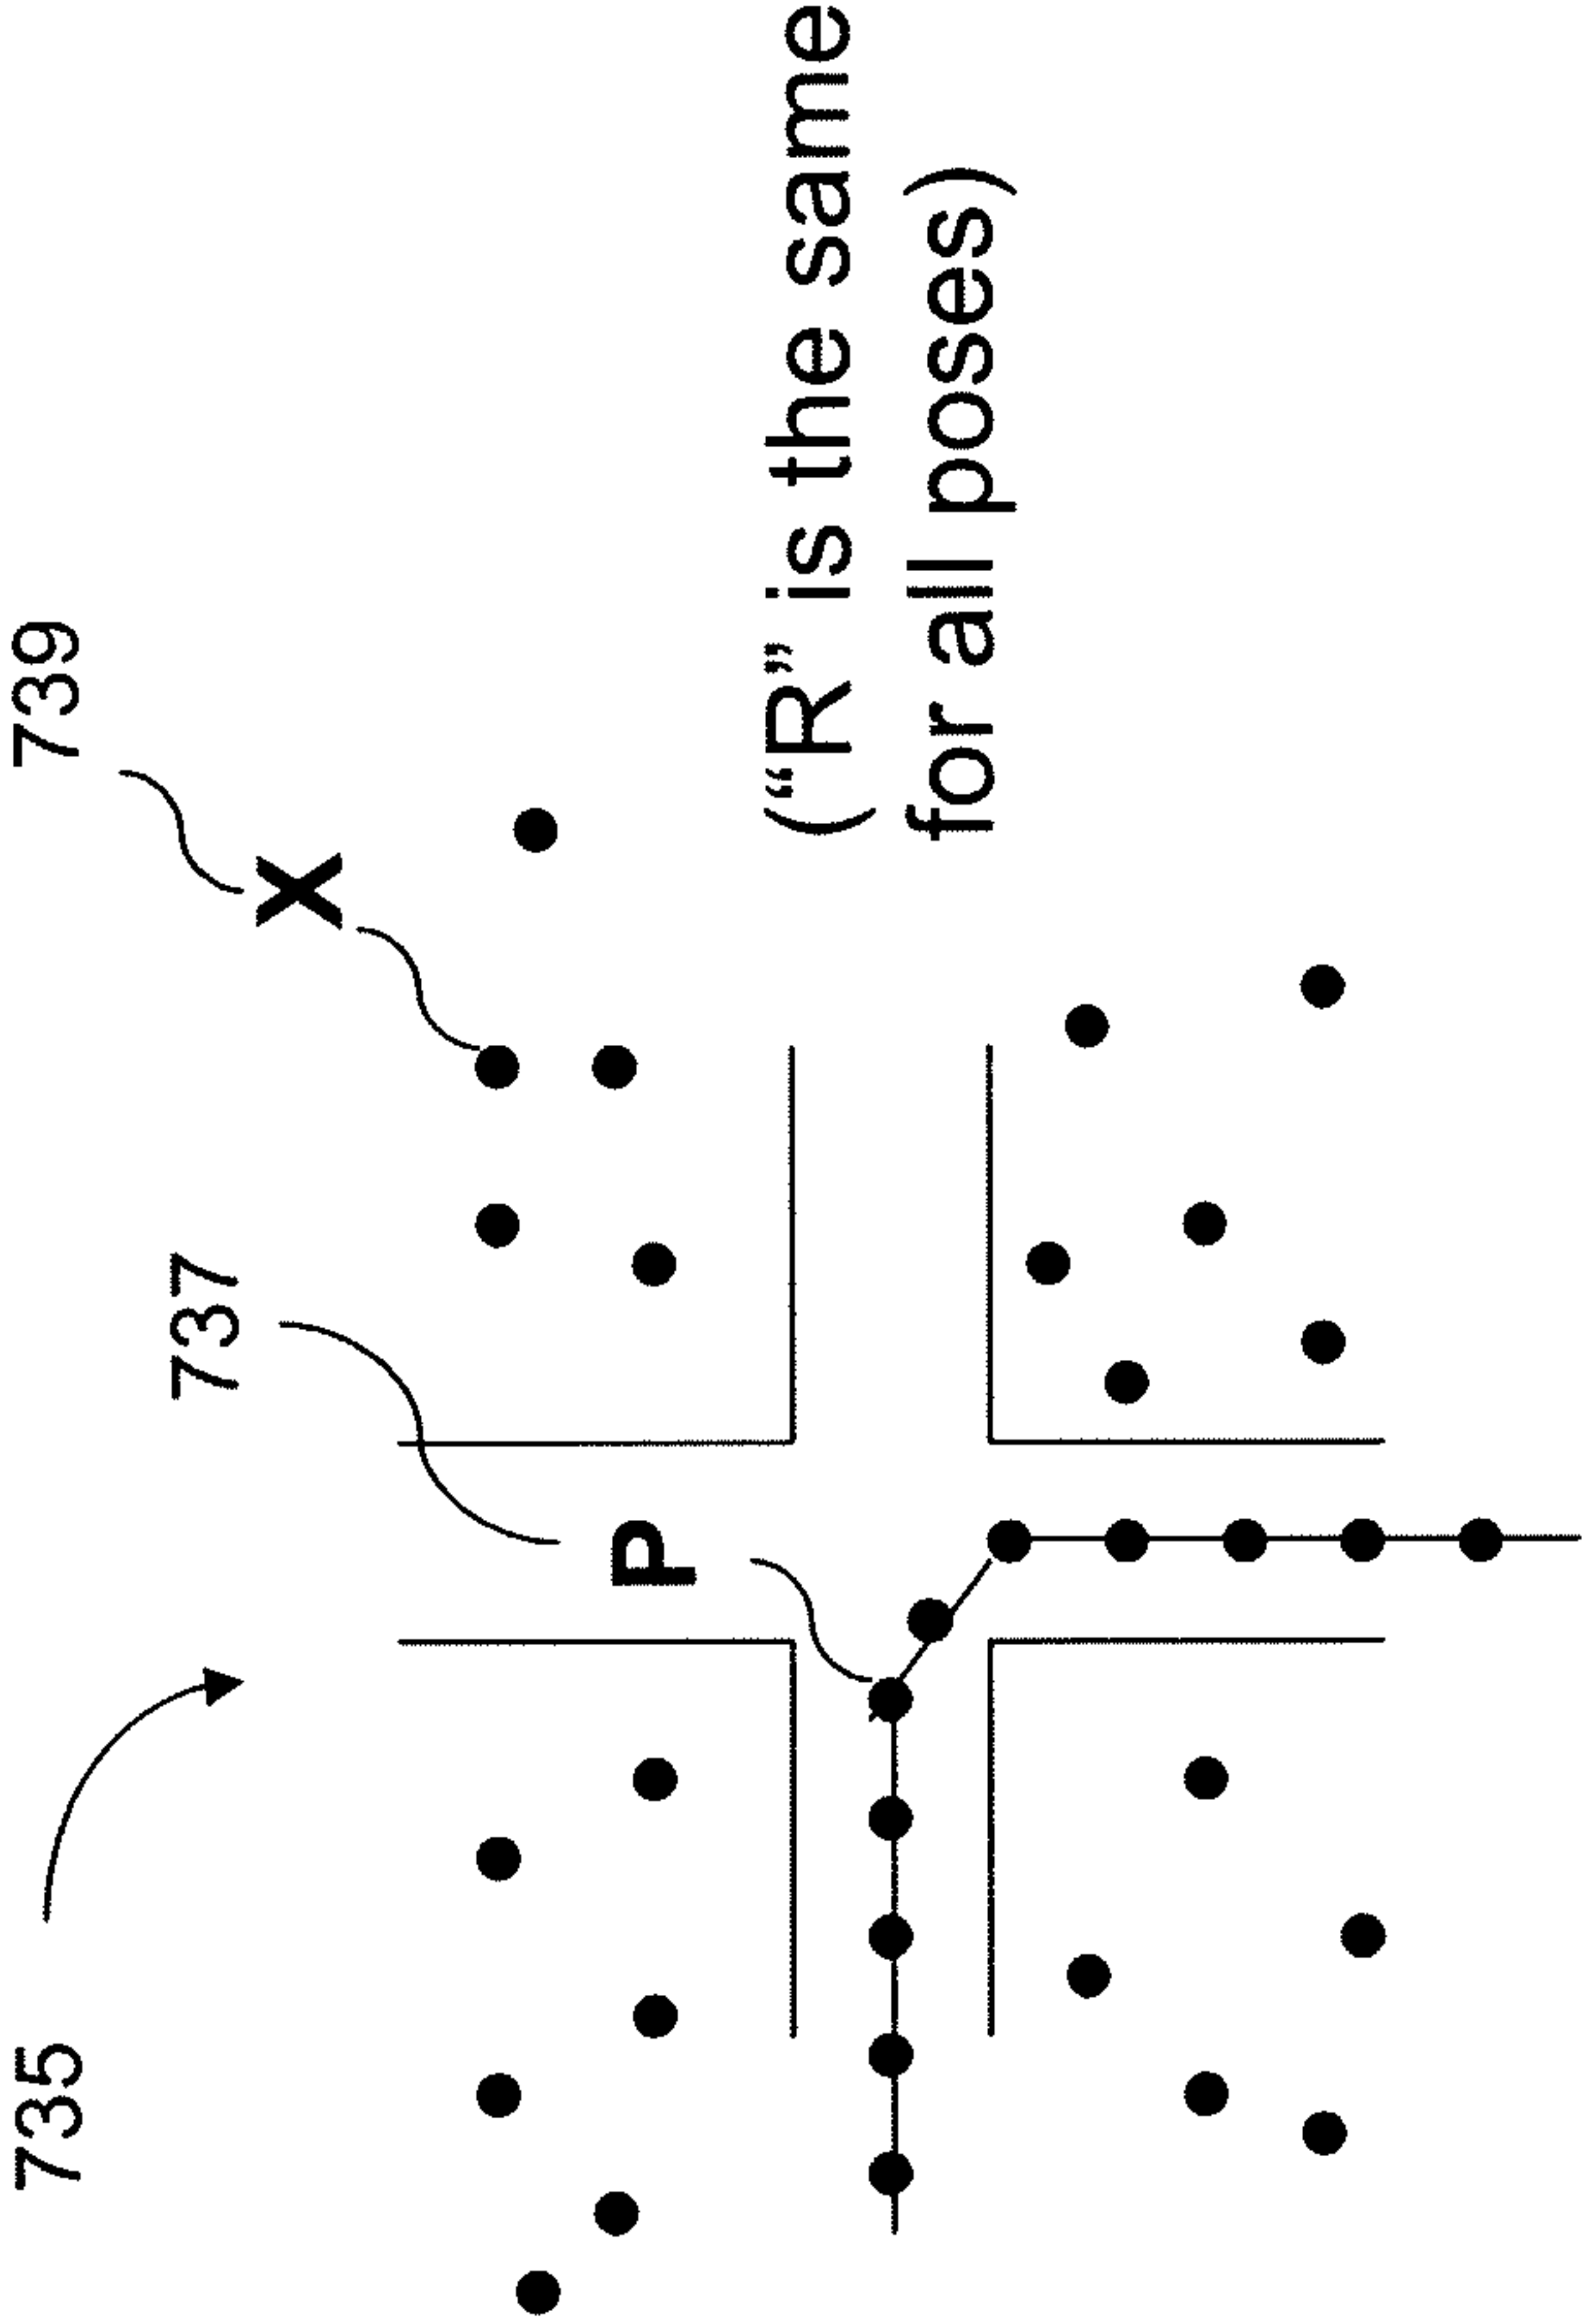 735
737
739
P
X
(“R” is the same
for all poses)